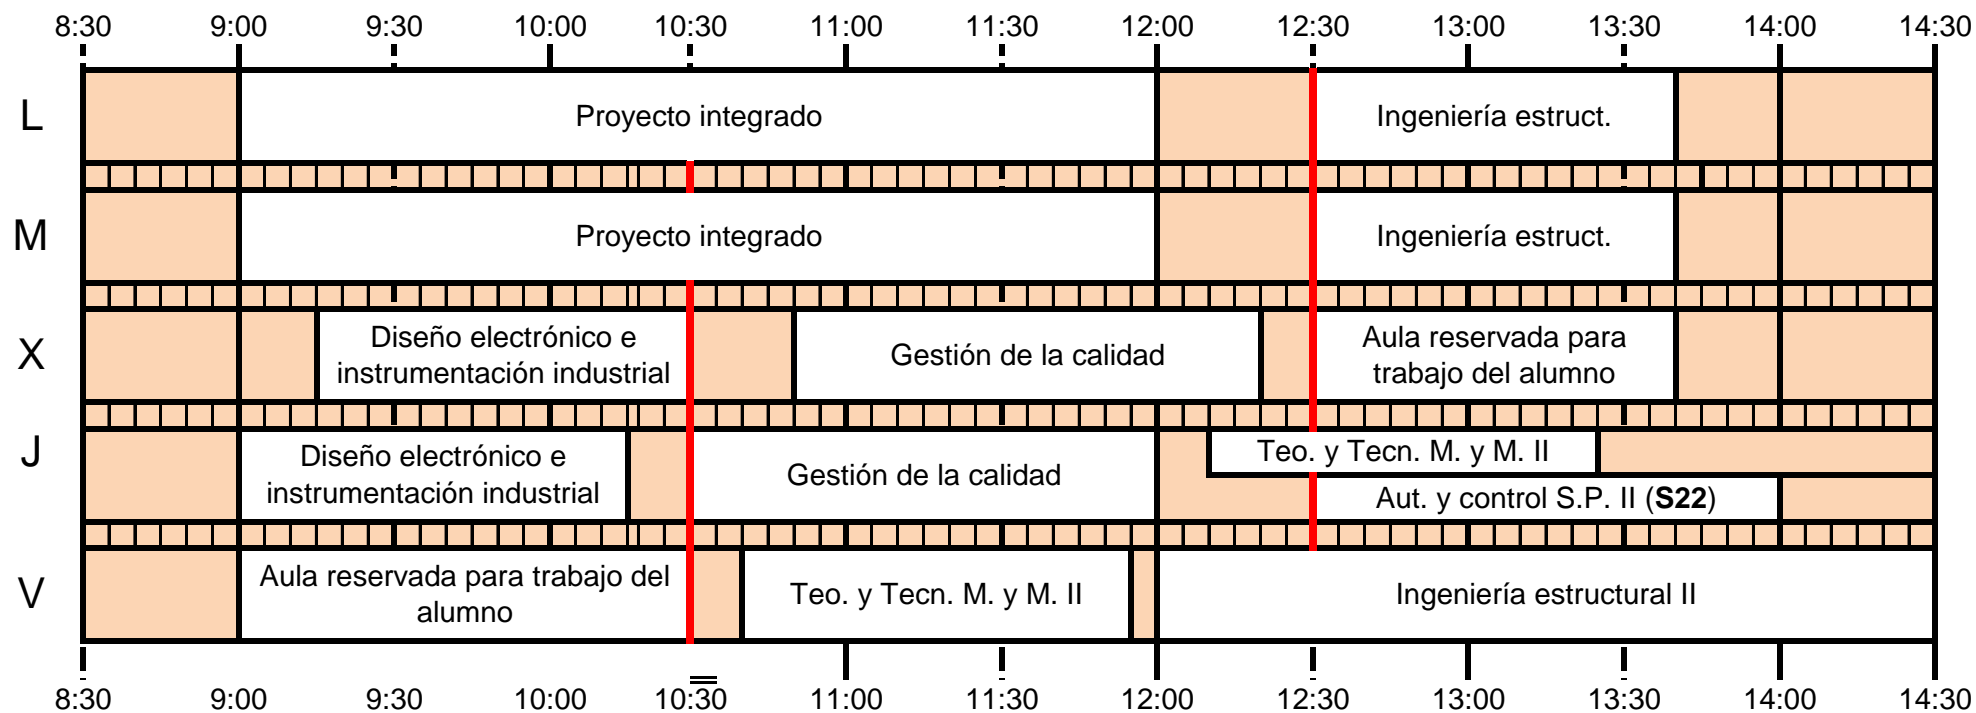 8:30 9:00 9:30 10:00 10:30 11:00 11:30 12:00 12:30 13:00 13:30 14:00 14:30
L
Proyecto integrado
Ingeniería estruct.
M
Proyecto integrado
Ingeniería estruct.
X
Diseño electrónico e
instrumentación industrial
Gestión de la calidad
Aula reservada para
trabajo del alumno
J
Diseño electrónico e
instrumentación industrial
Gestión de la calidad
Teo. y Tecn. M. y M. II
Aut. y control S.P. II (S22)
V
Aula reservada para trabajo del
alumno
Teo. y Tecn. M. y M. II
Ingeniería estructural II
8:30 9:00 9:30 10:00 10:30 11:00 11:30 12:00 12:30 13:00 13:30 14:00 14:30